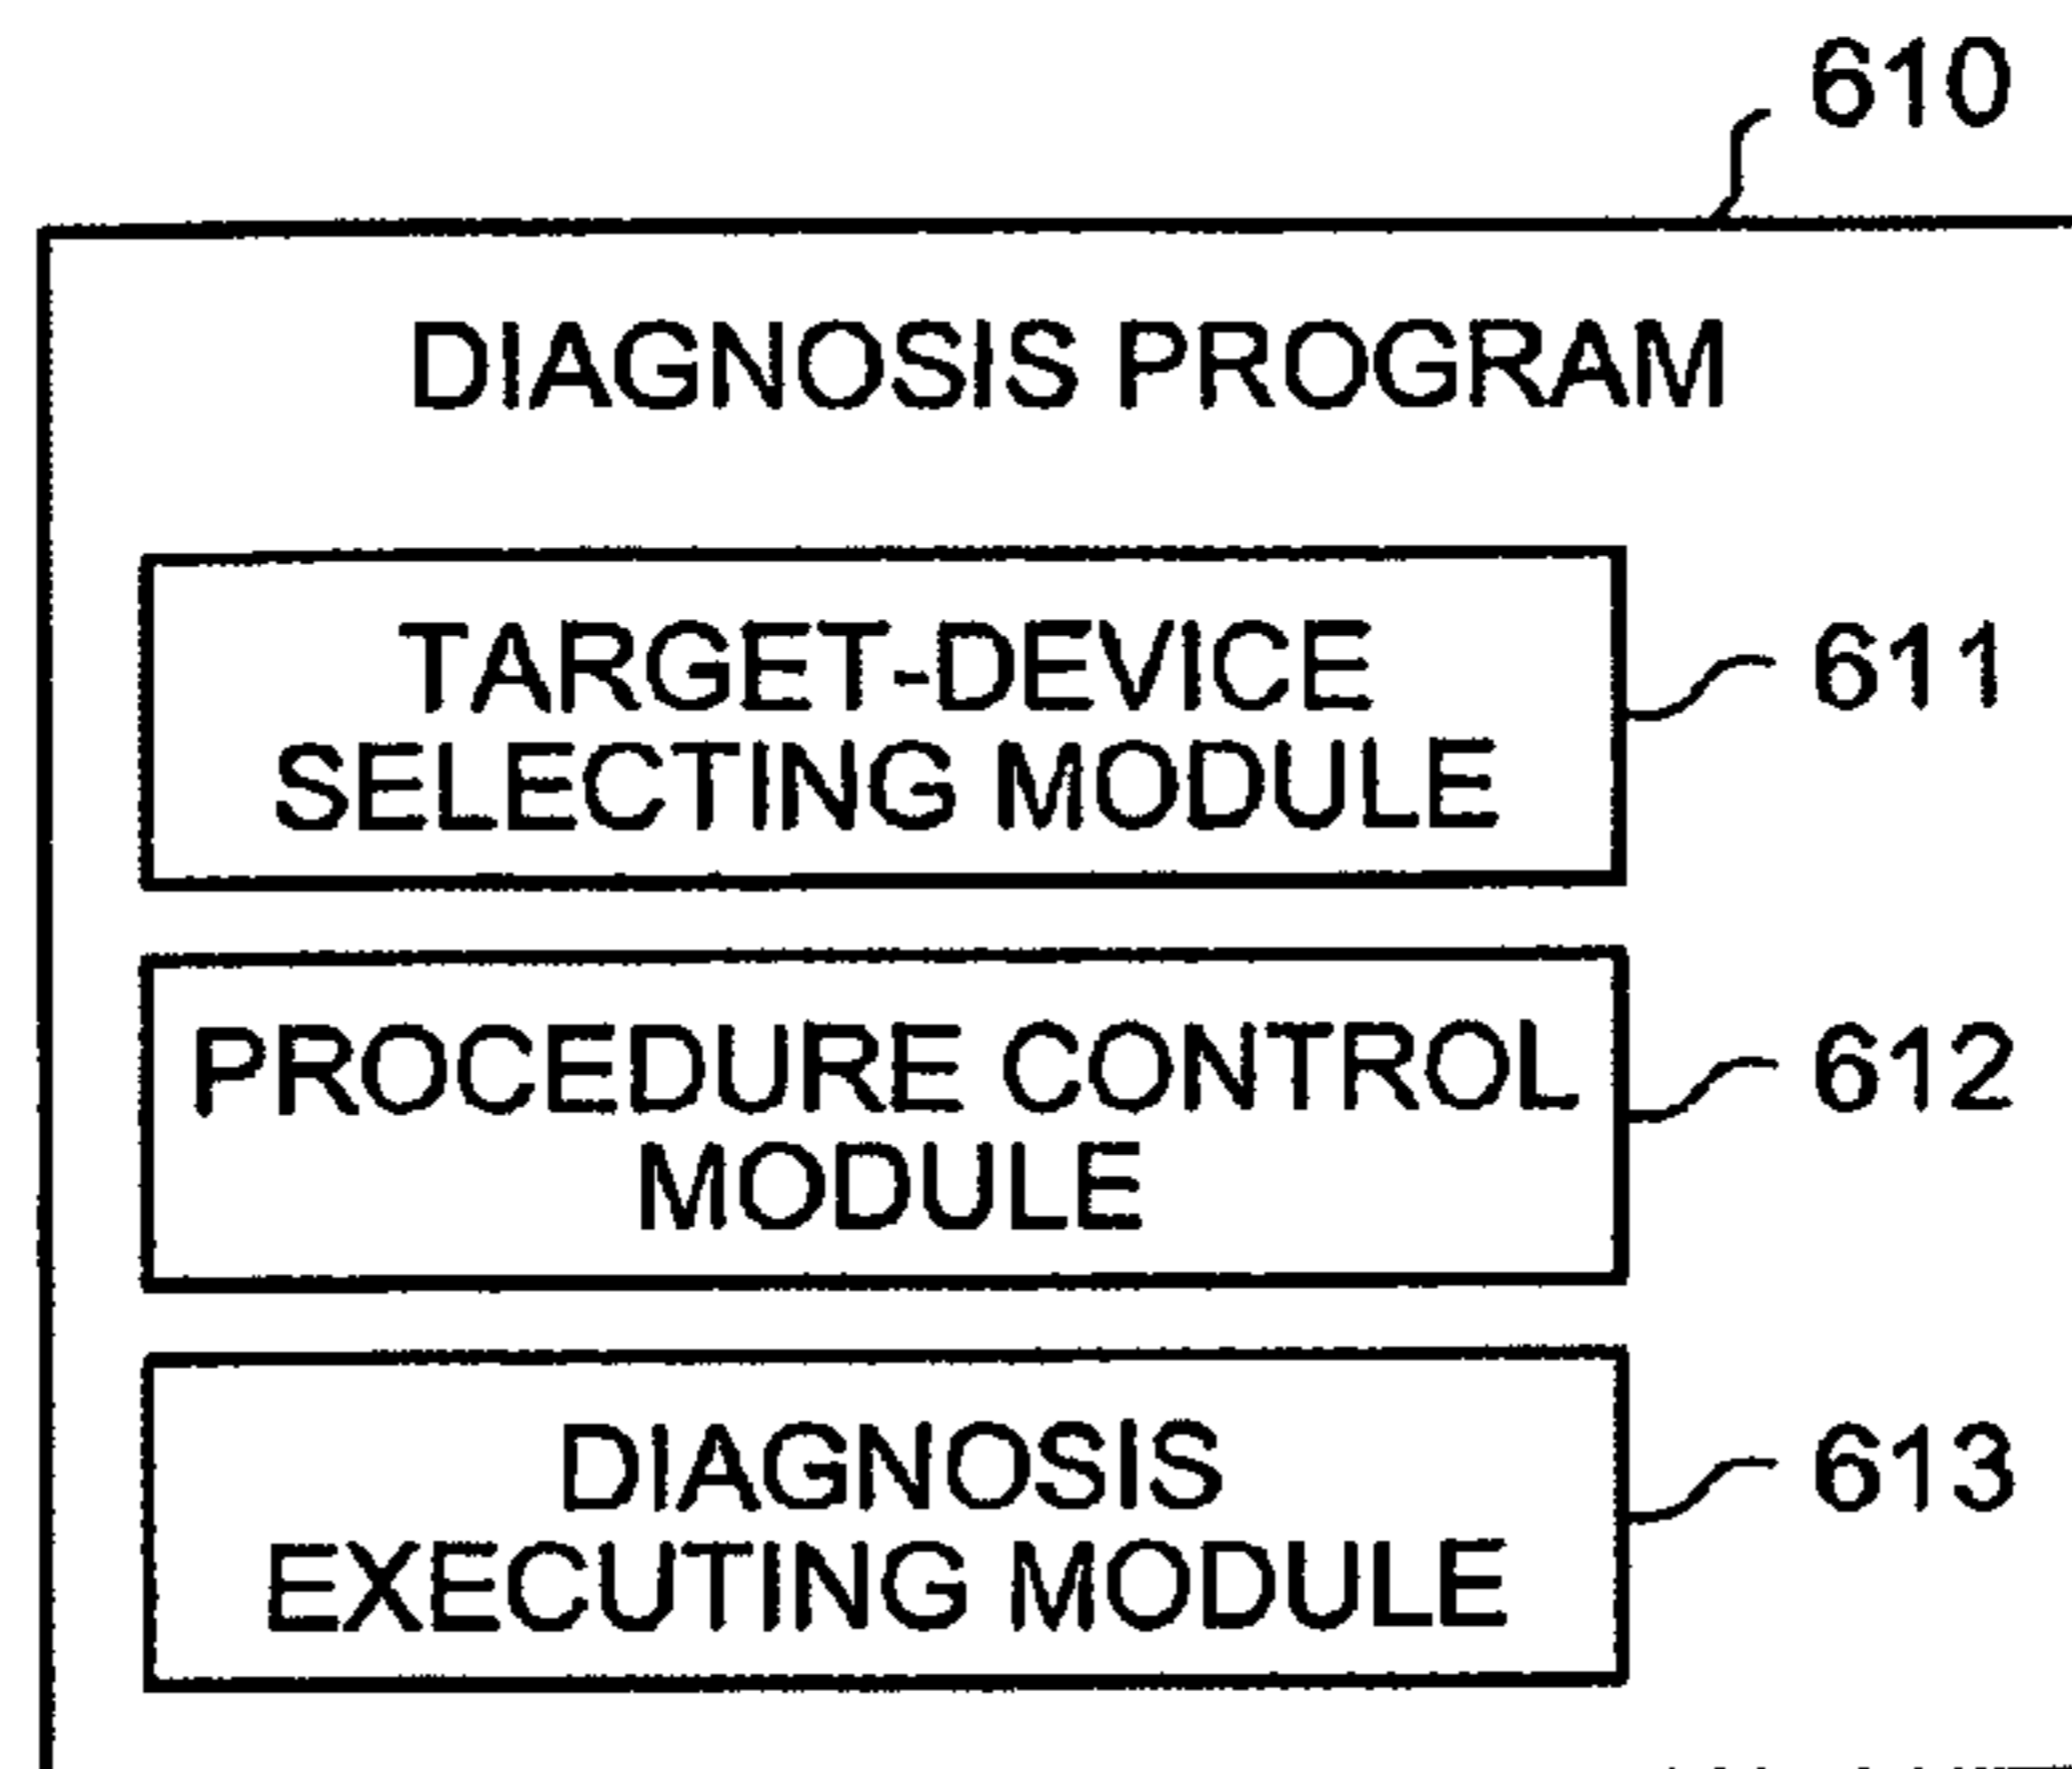 610
DIAGNOSIS PROGRAM
TARGET-DEVICE
SELECTING MODULE
611
PROCEDURE CONTROL
MODULE
612
DIAGNOSIS
EXECUTING MODULE
613